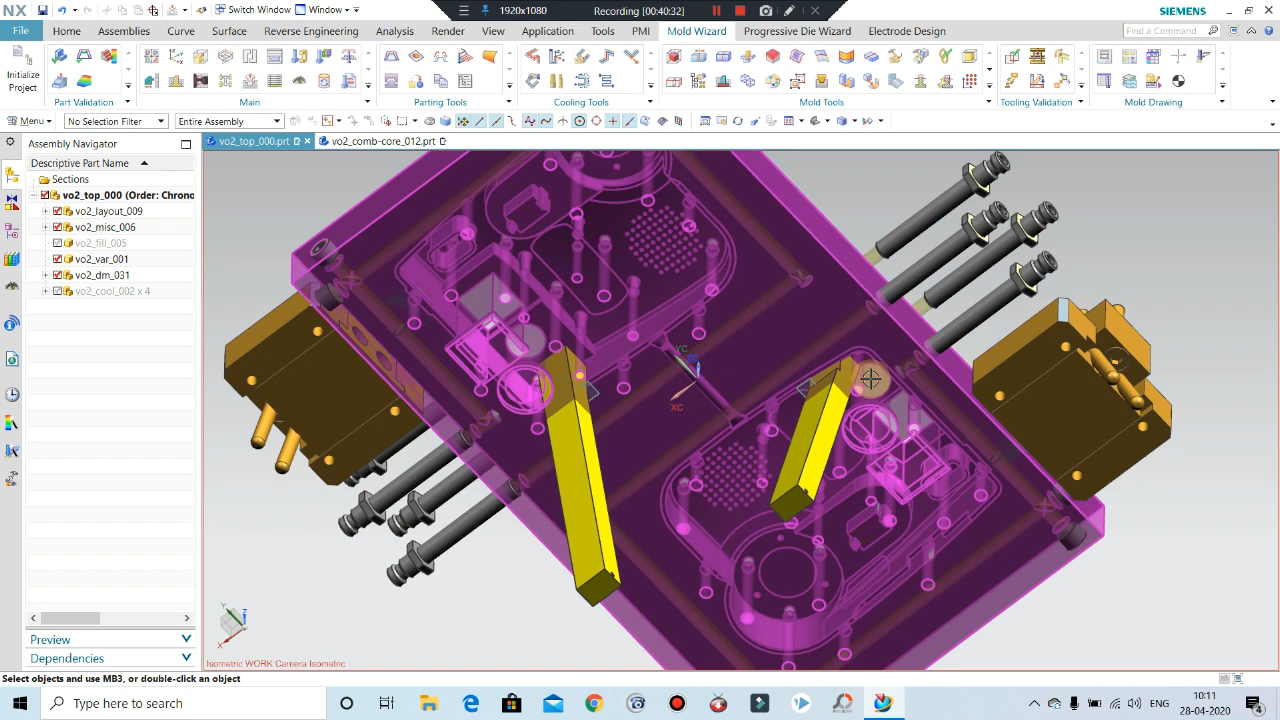 NX
Switch Window
Window
1920x1080
Recording [00:40:32]
SIEMENS
File
Home
Curve
Surface
Analysis
Render
Application
Tools
PMI
Mold Wizard
Progressive Die Wizard
Electrode Design
Find a Command
Initialize
Project
Part Validation
Main
Parting Tools
Cooling Tools
Mold Tools
Tooling Validation
Mold Drawing
Menu
No Selection Filter
Entire Assembly
Assembly Navigator
vo2_top_000.prt
vo2_comb-core_012.prt
Descriptive Part Name
Sections
vo2_top_000 (Order: Chrono
vo2_layout_009
vo2_misc_006
vo2_fill_005
vo2_var_001
vo2_dm_031
vo2_cool_002 x 4
YC
XC
Y
Z
X
Preview
Dependencies
Isometric WORK Camera Isometric
Select objects and use MB3, or double-click an object
Type here to search
ENG
10:11
28-04-2020
4